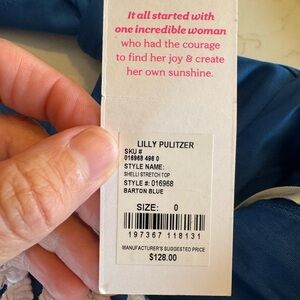 It all started with
one incredible woman
who had the courage
to find her joy & create
her own sunshine.
LILLY PULITZER
SKU #
016968 496 0
STYLE NAME:
SHELLI STRETCH TOP
STYLE #: 016968
BARTON BLUE
SIZE: 0
197367 118131
MANUFACTURER'S SUGGESTED PRICE
$128.00